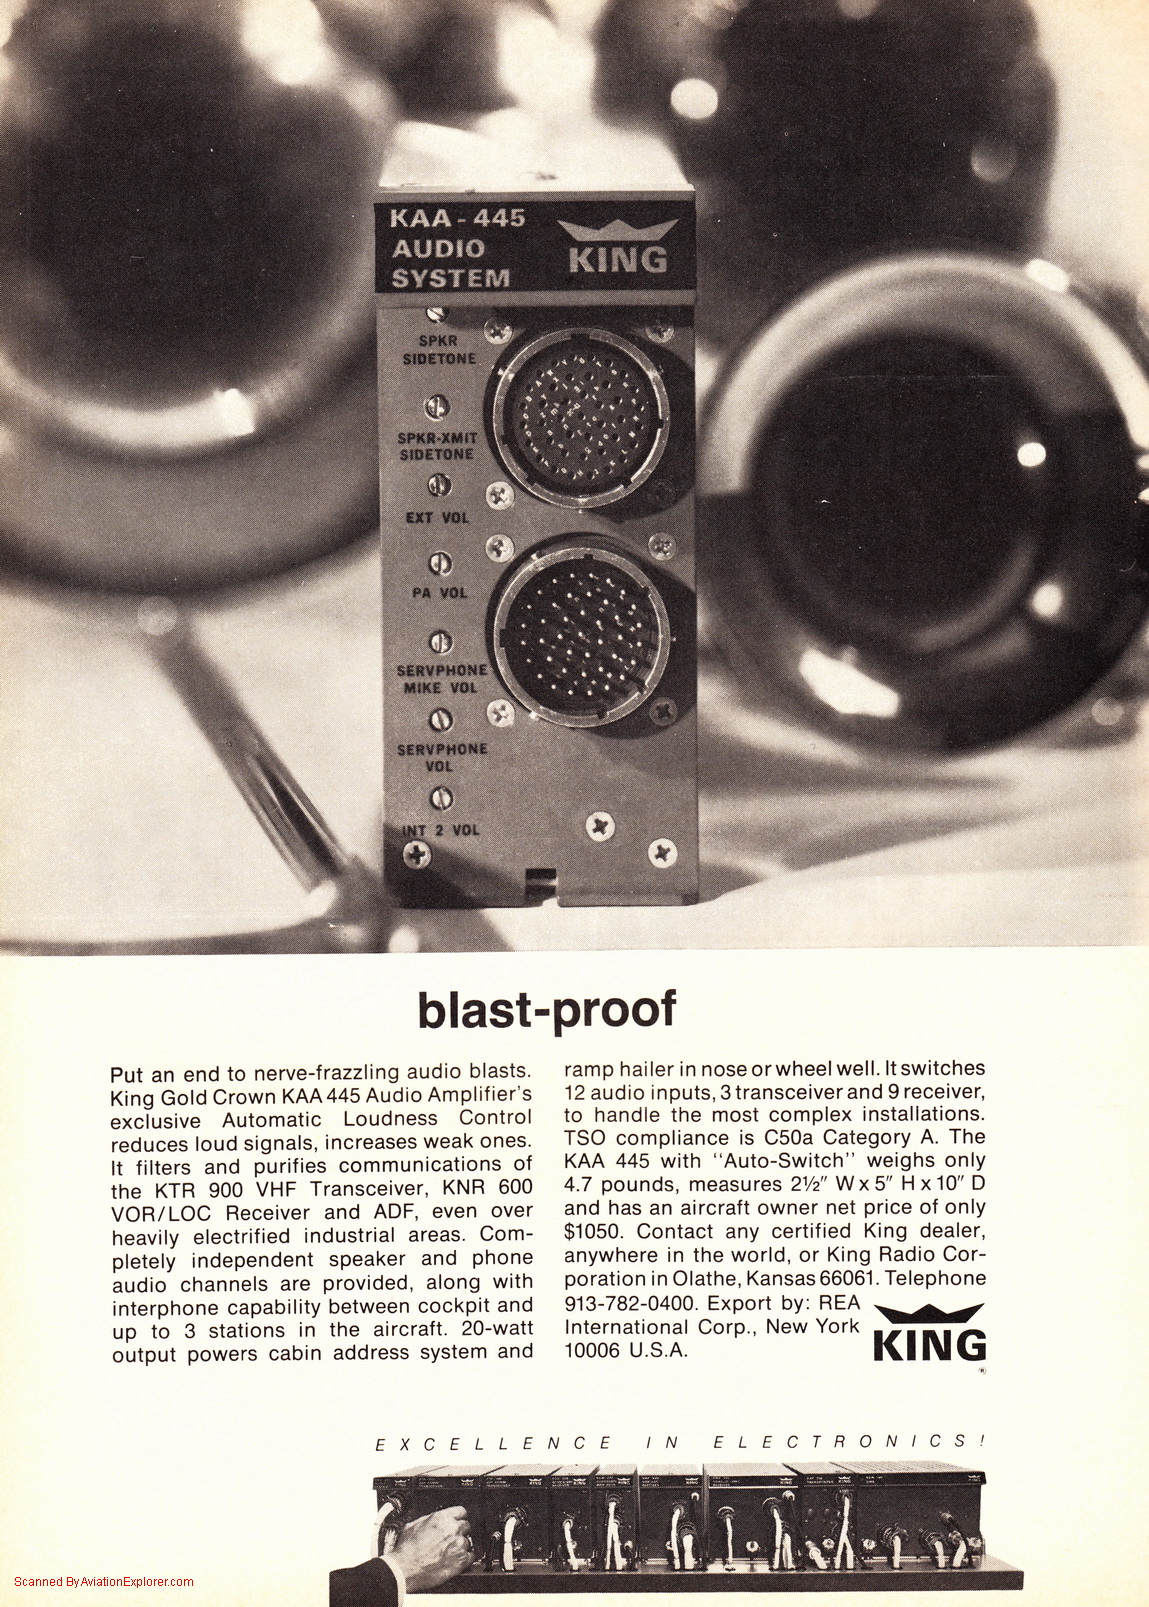 KAA-445
AUDIO
SYSTEM
KING
SPKR
SIDETONE
SPKR-XMIT
SIDETONE
EXT VOL
PA VOL
SERVPHONE
MIKE VOL
SERVPHONE
VOL
INT 2 VOL
blast-proof
Put an end to nerve-frazzling audio blasts.
King Gold Crown KAA 445 Audio Amplifier's
exclusive Automatic Loudness Control
reduces loud signals, increases weak ones.
It filters and purifies communications of
the KTR 900 VHF Transceiver, KNR 600
VOR/LOC Receiver and ADF, even over
heavily electrified industrial areas. Com-
pletely independent speaker and phone
audio channels are provided, along with
interphone capability between cockpit and
up to 3 stations in the aircraft. 20-watt
output powers cabin address system and
ramp hailer in nose or wheel well. It switches
12 audio inputs, 3 transceiver and 9 receiver,
to handle the most complex installations.
TSO compliance is C50a Category A. The
KAA 445 with "Auto-Switch" weighs only
4.7 pounds, measures 2½" W x 5" H x 10" D
and has an aircraft owner net price of only
$1050. Contact any certified King dealer,
anywhere in the world, or King Radio Cor-
poration in Olathe, Kansas 66061. Telephone
913-782-0400. Export by: REA
International Corp., New York
10006 U.S.A.
KING
®
EXCELLENCE IN ELECTRONICS!
Scanned By AviationExplorer.com